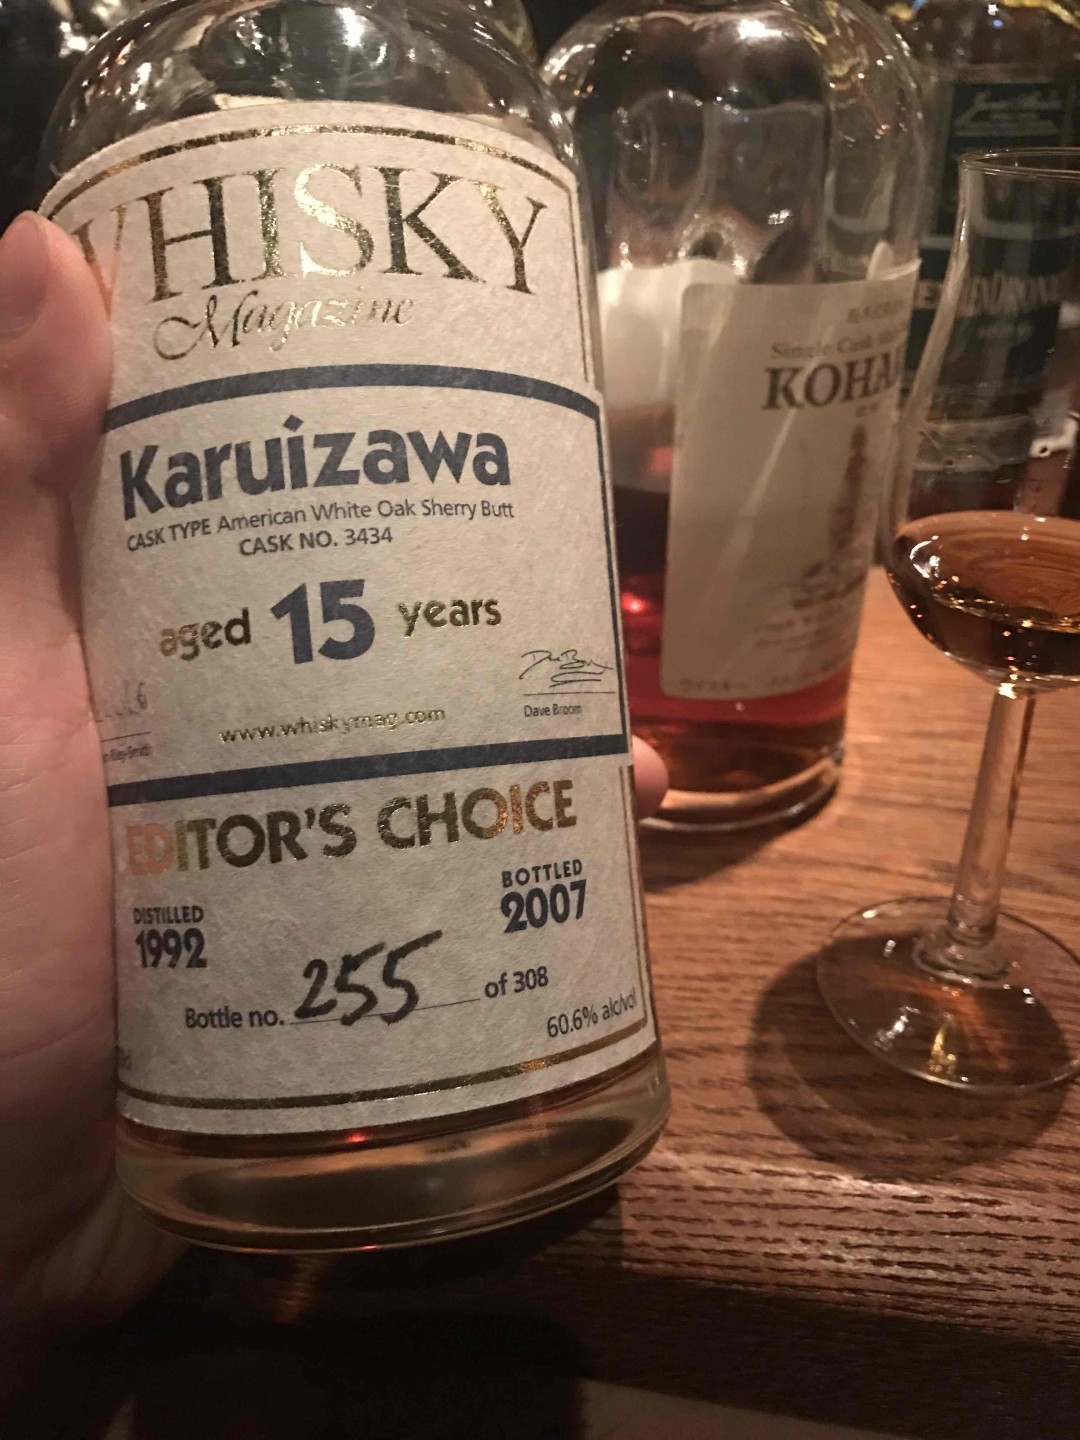 WHISKY
Magazine
Karuizawa
CASK TYPE American White Oak Sherry Butt
CASK NO. 3434
aged 15 years
www.whiskymag.com
Dave Broom
EDITOR'S CHOICE
DISTILLED
1992
BOTTLED
2007
Bottle no. 255 of 308
60.6% alc/vol
Single Cask
KOHA